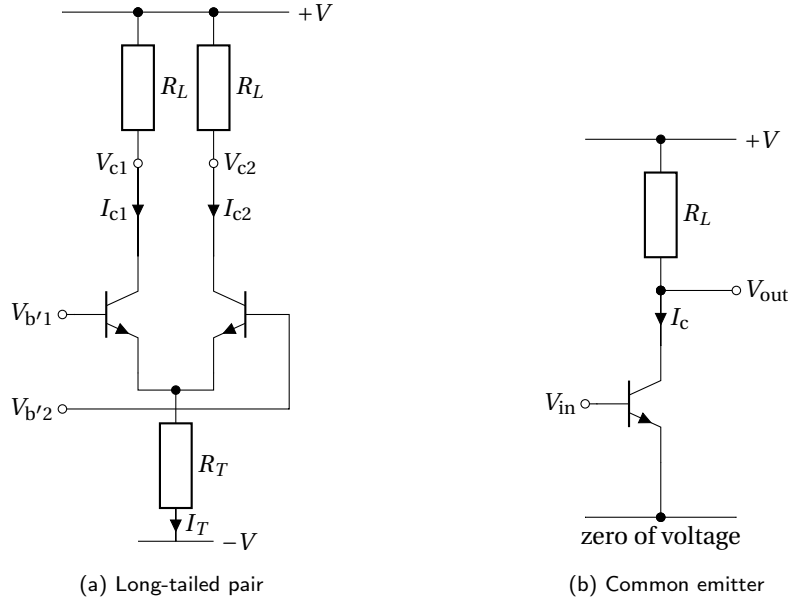 +V
R_L R_L
V_c1 V_c2
I_c1 I_c2
V_b′1
V_b′2
R_T
I_T
−V
(a) Long-tailed pair
+V
R_L
V_out
I_c
V_in
zero of voltage
(b) Common emitter